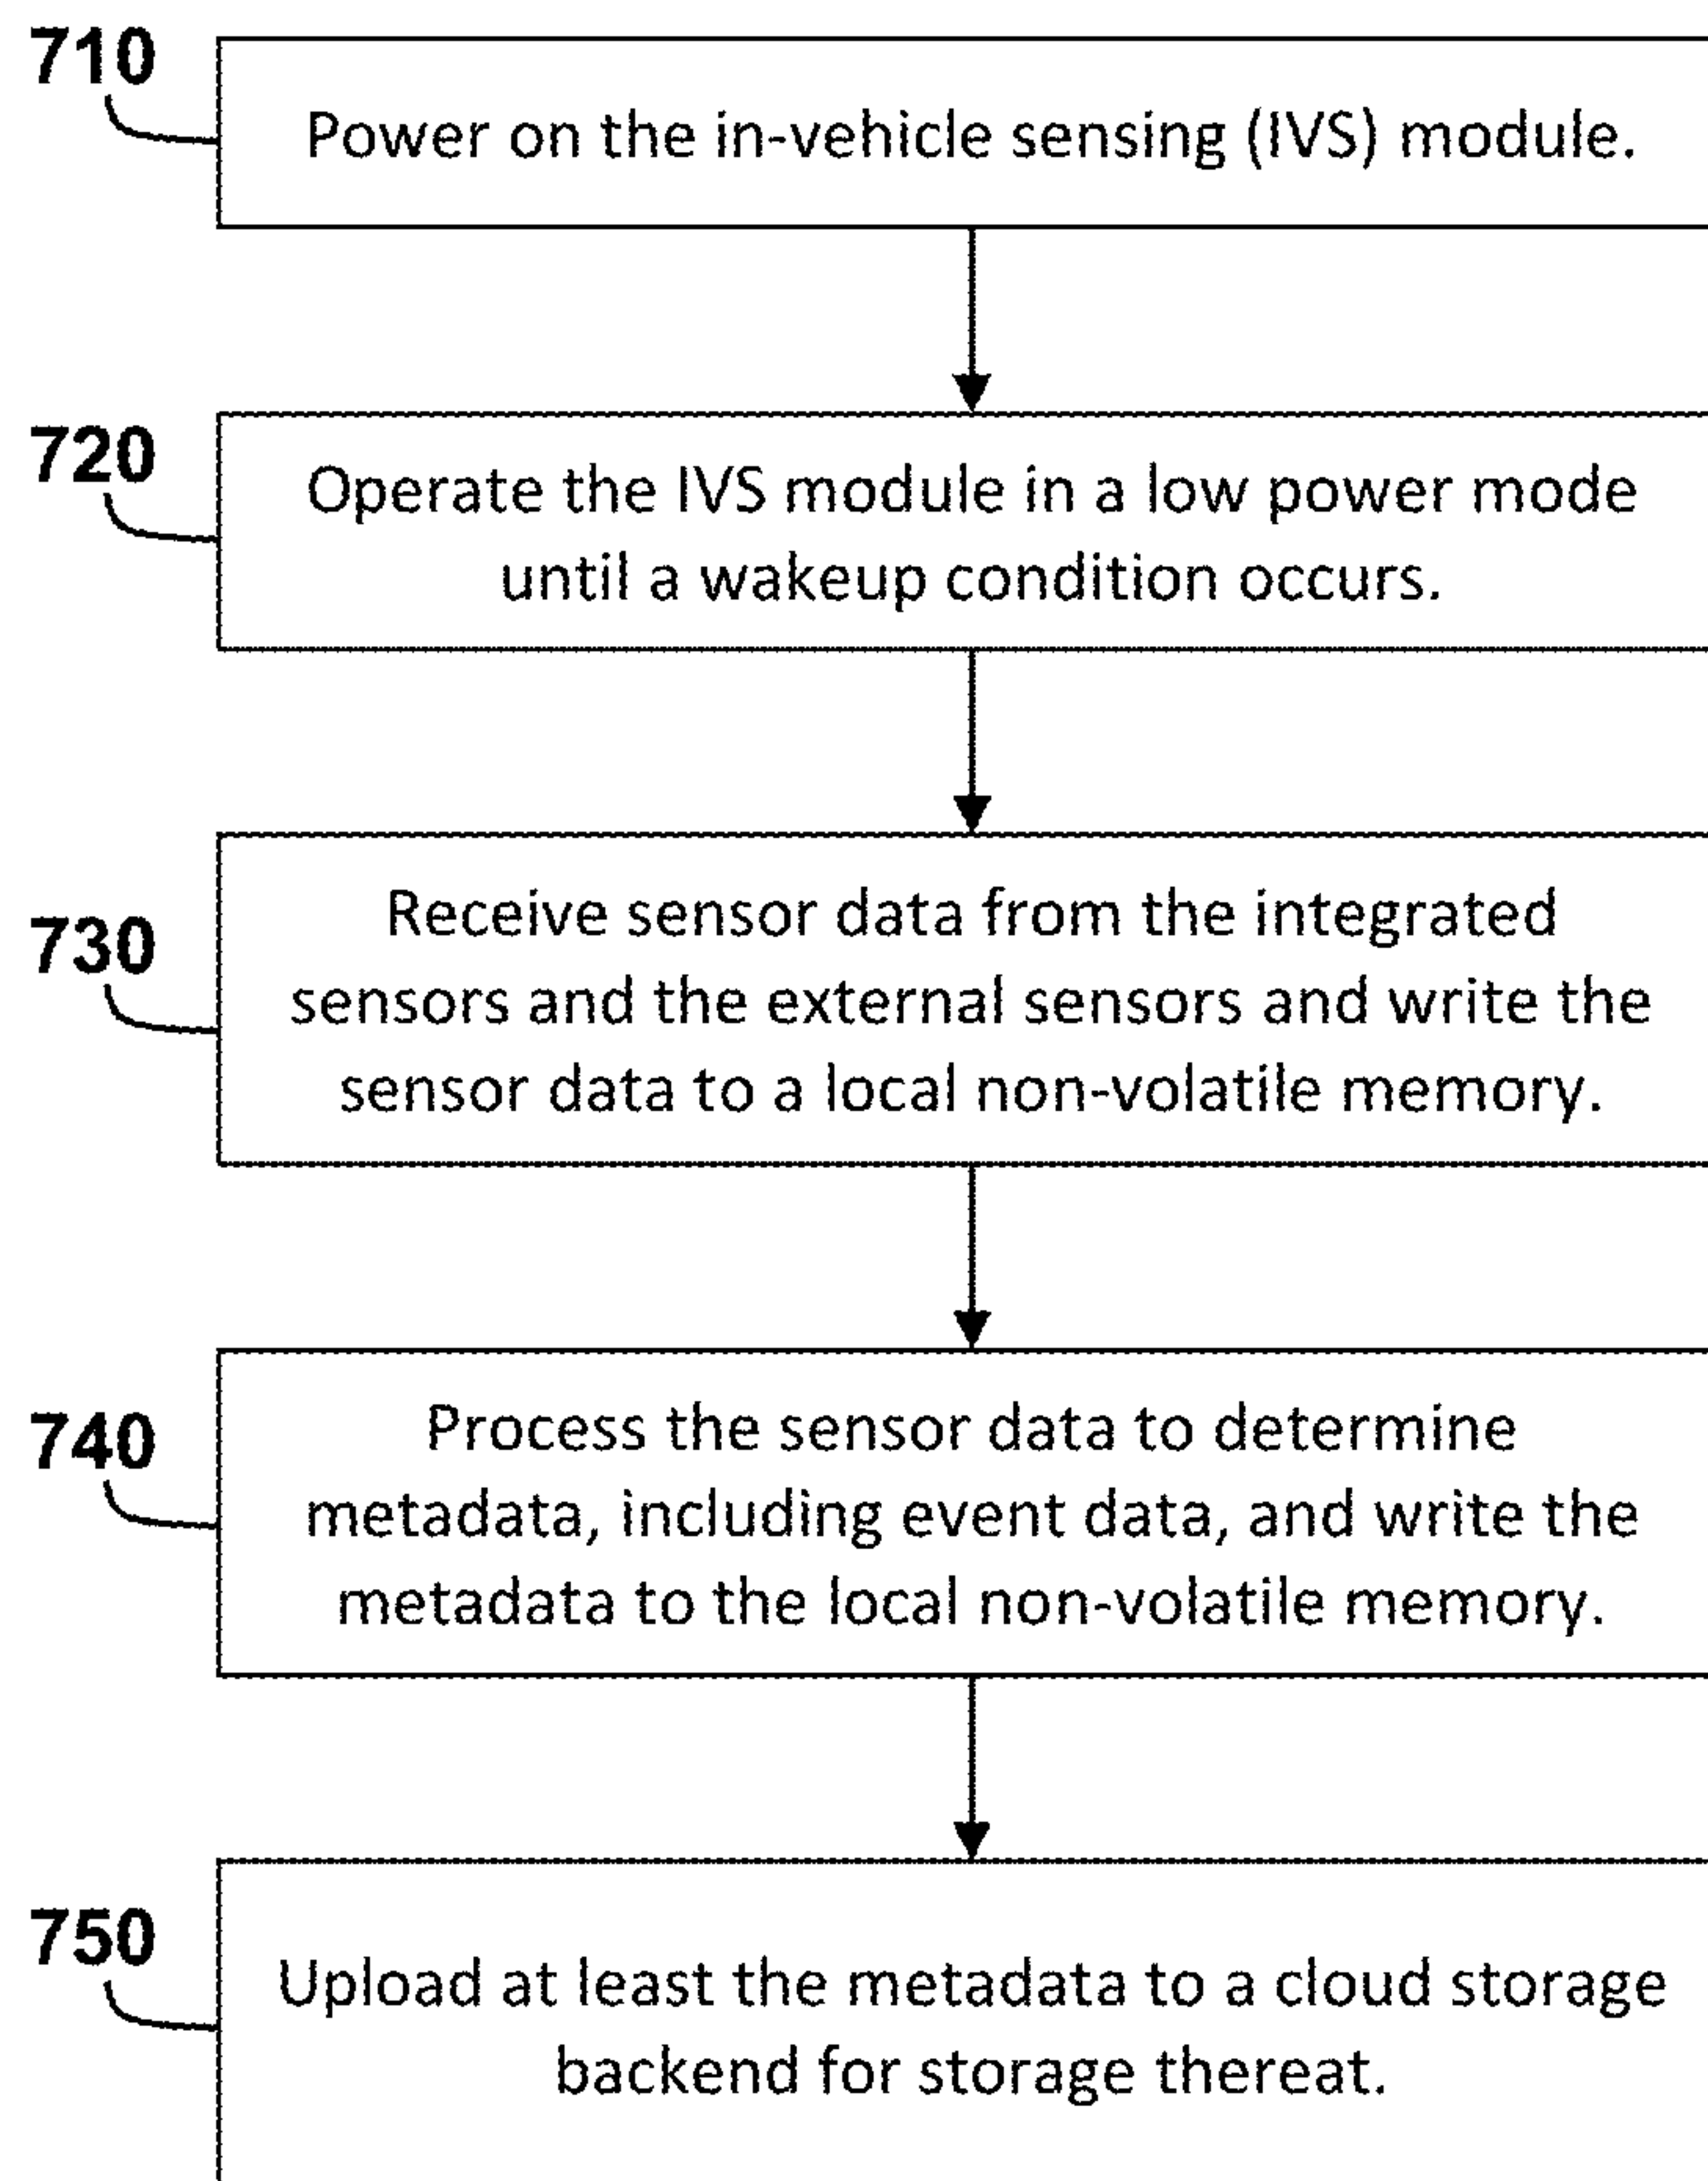 710
Power on the in-vehicle sensing (IVS) module.
720
Operate the IVS module in a low power mode
until a wakeup condition occurs.
730
Receive sensor data from the integrated
sensors and the external sensors and write the
sensor data to a local non-volatile memory.
740
Process the sensor data to determine
metadata, including event data, and write the
metadata to the local non-volatile memory.
750
Upload at least the metadata to a cloud storage
backend for storage thereat.